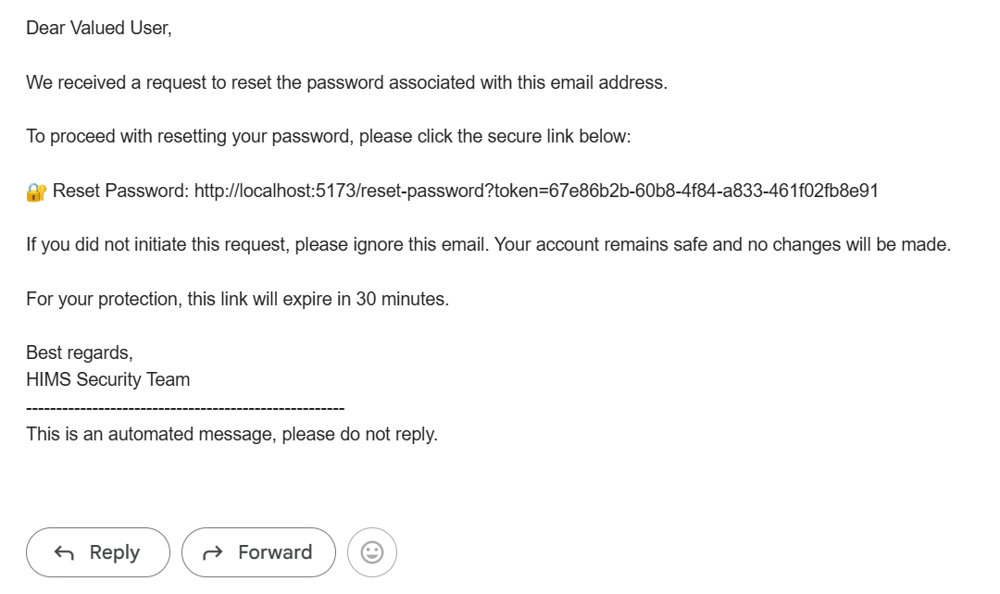 Dear Valued User,
We received a request to reset the password associated with this email address.
To proceed with resetting your password, please click the secure link below:
🔐 Reset Password: http://localhost:5173/reset-password?token=67e86b2b-60b8-4f84-a833-461f02fb8e91
If you did not initiate this request, please ignore this email. Your account remains safe and no changes will be made.
For your protection, this link will expire in 30 minutes.
Best regards,
HIMS Security Team
-----------------------------------------------------
This is an automated message, please do not reply.
Reply Forward